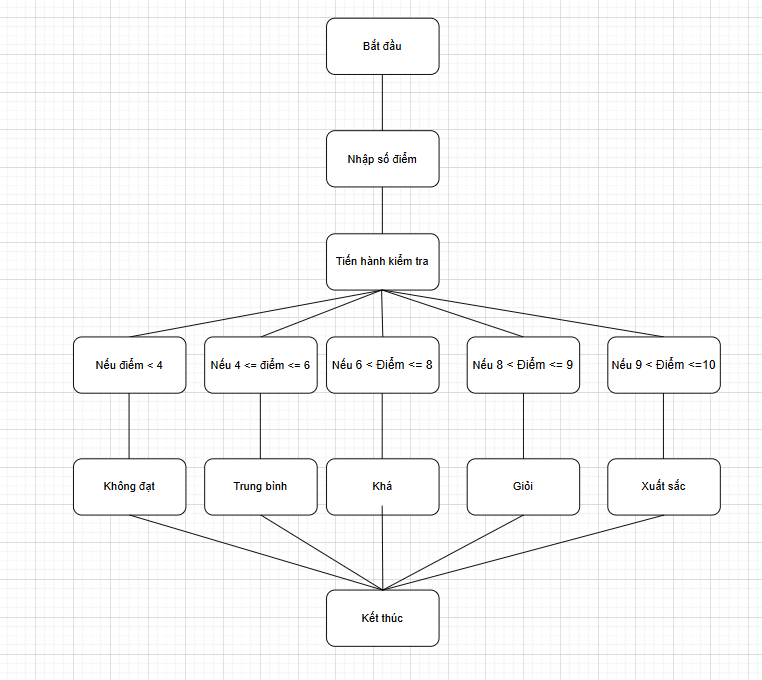 Bắt đầu
Nhập số điểm
Tiến hành kiểm tra
Nếu điểm < 4
Nếu 4 <= điểm <= 6
Nếu 6 < Điểm <= 8
Nếu 8 < Điểm <= 9
Nếu 9 < Điểm <=10
Không đạt
Trung bình
Khá
Giỏi
Xuất sắc
Kết thúc